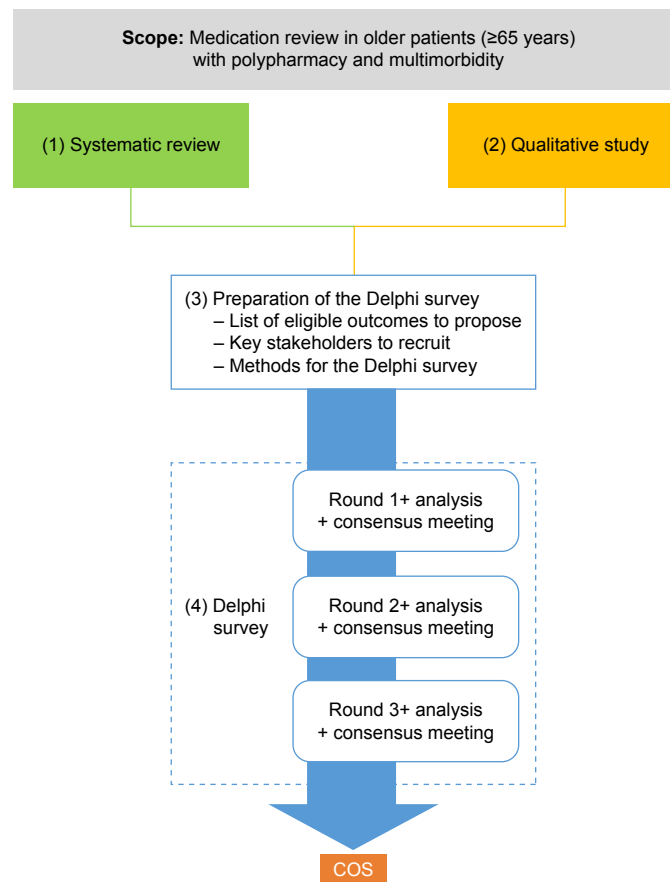 Scope: Medication review in older patients (≥65 years)
with polypharmacy and multimorbidity
(1) Systematic review
(2) Qualitative study
(3) Preparation of the Delphi survey
– List of eligible outcomes to propose
– Key stakeholders to recruit
– Methods for the Delphi survey
(4) Delphi
survey
Round 1+ analysis
+ consensus meeting
Round 2+ analysis
+ consensus meeting
Round 3+ analysis
+ consensus meeting
COS